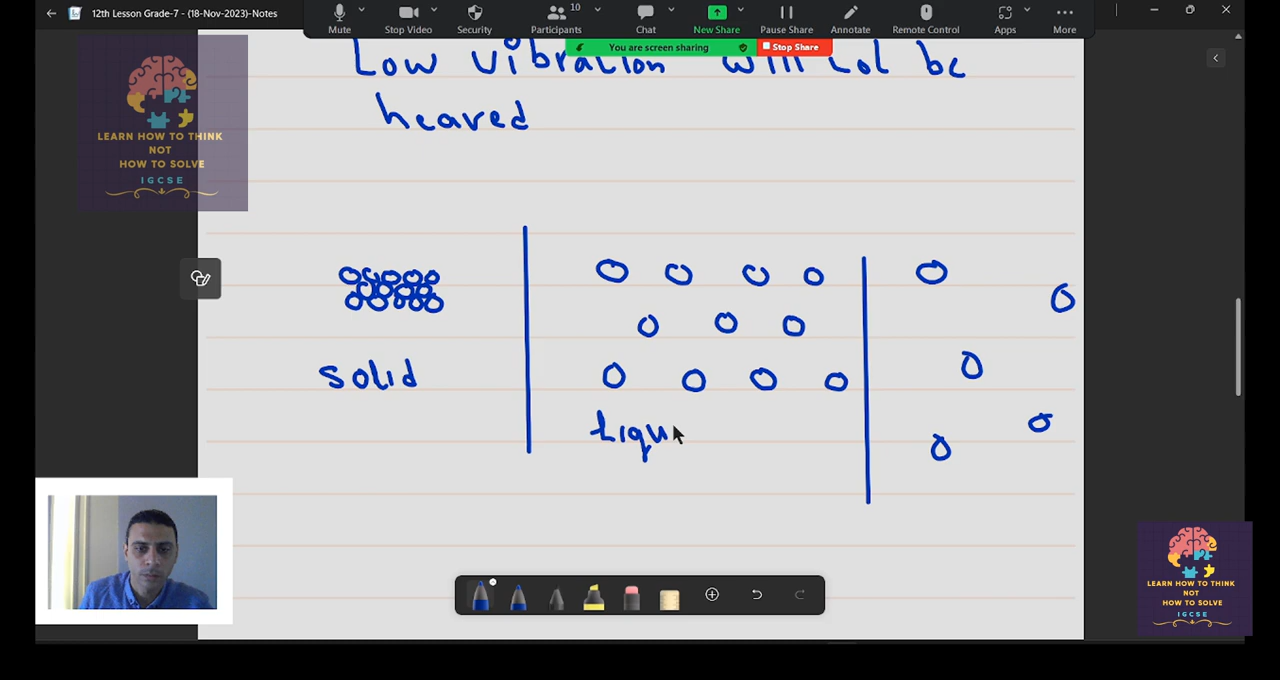 12th Lesson Grade-7 - (18-Nov-2023)-Notes
Mute
Stop Video
Security
Participants
10
Chat
New Share
Pause Share
Annotate
Remote Control
Apps
More
You are screen sharing
Stop Share
Low vibration will be
heared
LEARN HOW TO THINK
NOT
HOW TO SOLVE
IGCSE
solid
liqu
LEARN HOW TO THINK
NOT
HOW TO SOLVE
IGCSE